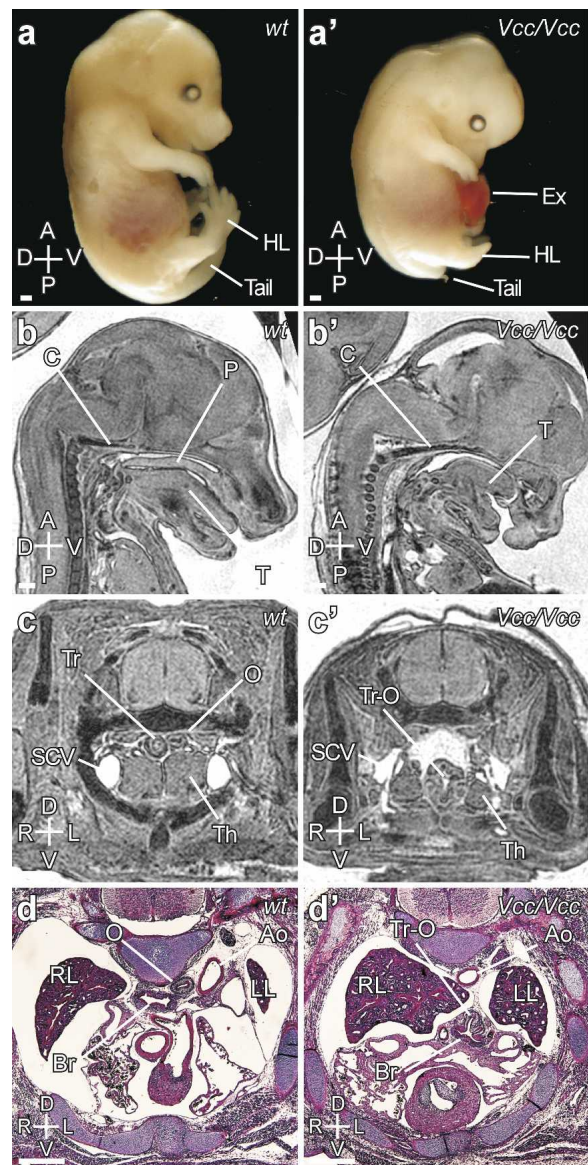 a wt
HL
Tail
A
D V
P
a' Vcc/Vcc
Ex
HL
Tail
A
D V
P
b wt
C
P
T
A
D V
P
b' Vcc/Vcc
C
T
A
D V
P
c wt
Tr
O
SCV
Th
D
R L
V
c' Vcc/Vcc
Tr-O
SCV
Th
D
R L
V
d wt
O
Ao
RL
LL
Br
D
R L
V
d' Vcc/Vcc
Tr-O
Ao
RL
LL
Br
D
R L
V